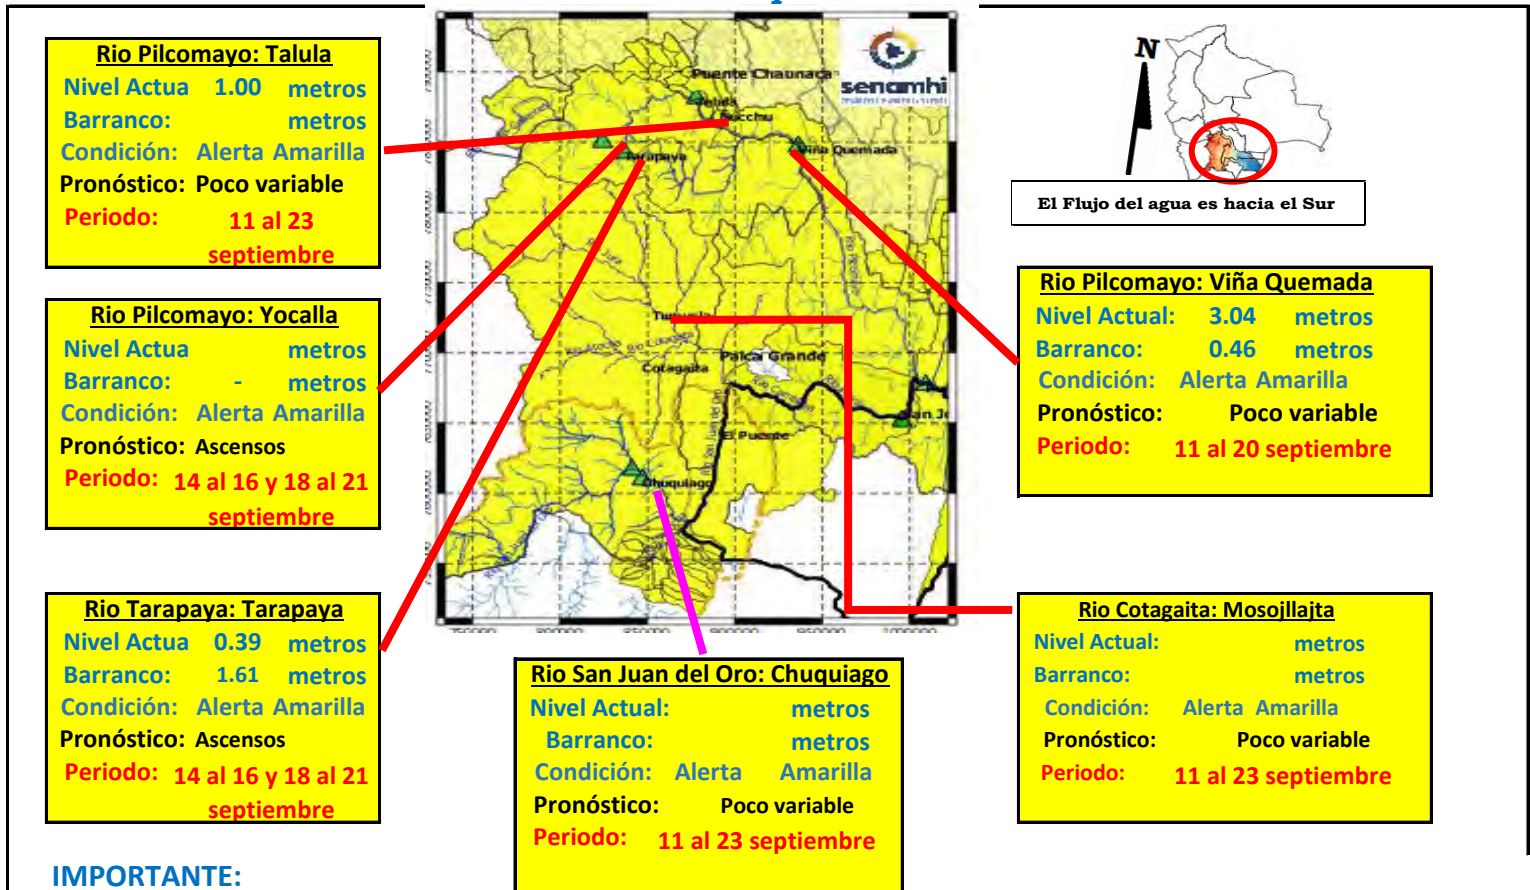 Rio Pilcomayo: Talula
Nivel Actua 1.00 metros
Barranco: metros
Condición: Alerta Amarilla
Pronóstico: Poco variable
Periodo: 11 al 23
septiembre
Rio Pilcomayo: Yocalla
Nivel Actua metros
Barranco: - metros
Condición: Alerta Amarilla
Pronóstico: Ascensos
Periodo: 14 al 16 y 18 al 21
septiembre
Rio Tarapaya: Tarapaya
Nivel Actua 0.39 metros
Barranco: 1.61 metros
Condición: Alerta Amarilla
Pronóstico: Ascensos
Periodo: 14 al 16 y 18 al 21
septiembre
senamhi
Puente Chaunaca
Talula
Viña Quemada
Tarapaya
Palca Grande
Cotagaita
San J
El Puente
Chuquiago
800000
850000
900000
950000
1000000
N
El Flujo del agua es hacia el Sur
Rio Pilcomayo: Viña Quemada
Nivel Actual: 3.04 metros
Barranco: 0.46 metros
Condición: Alerta Amarilla
Pronóstico: Poco variable
Periodo: 11 al 20 septiembre
Rio San Juan del Oro: Chuquiago
Nivel Actual: metros
Barranco: metros
Condición: Alerta Amarilla
Pronóstico: Poco variable
Periodo: 11 al 23 septiembre
Rio Cotagaita: Mosojllajta
Nivel Actual: metros
Barranco: metros
Condición: Alerta Amarilla
Pronóstico: Poco variable
Periodo: 11 al 23 septiembre
IMPORTANTE: